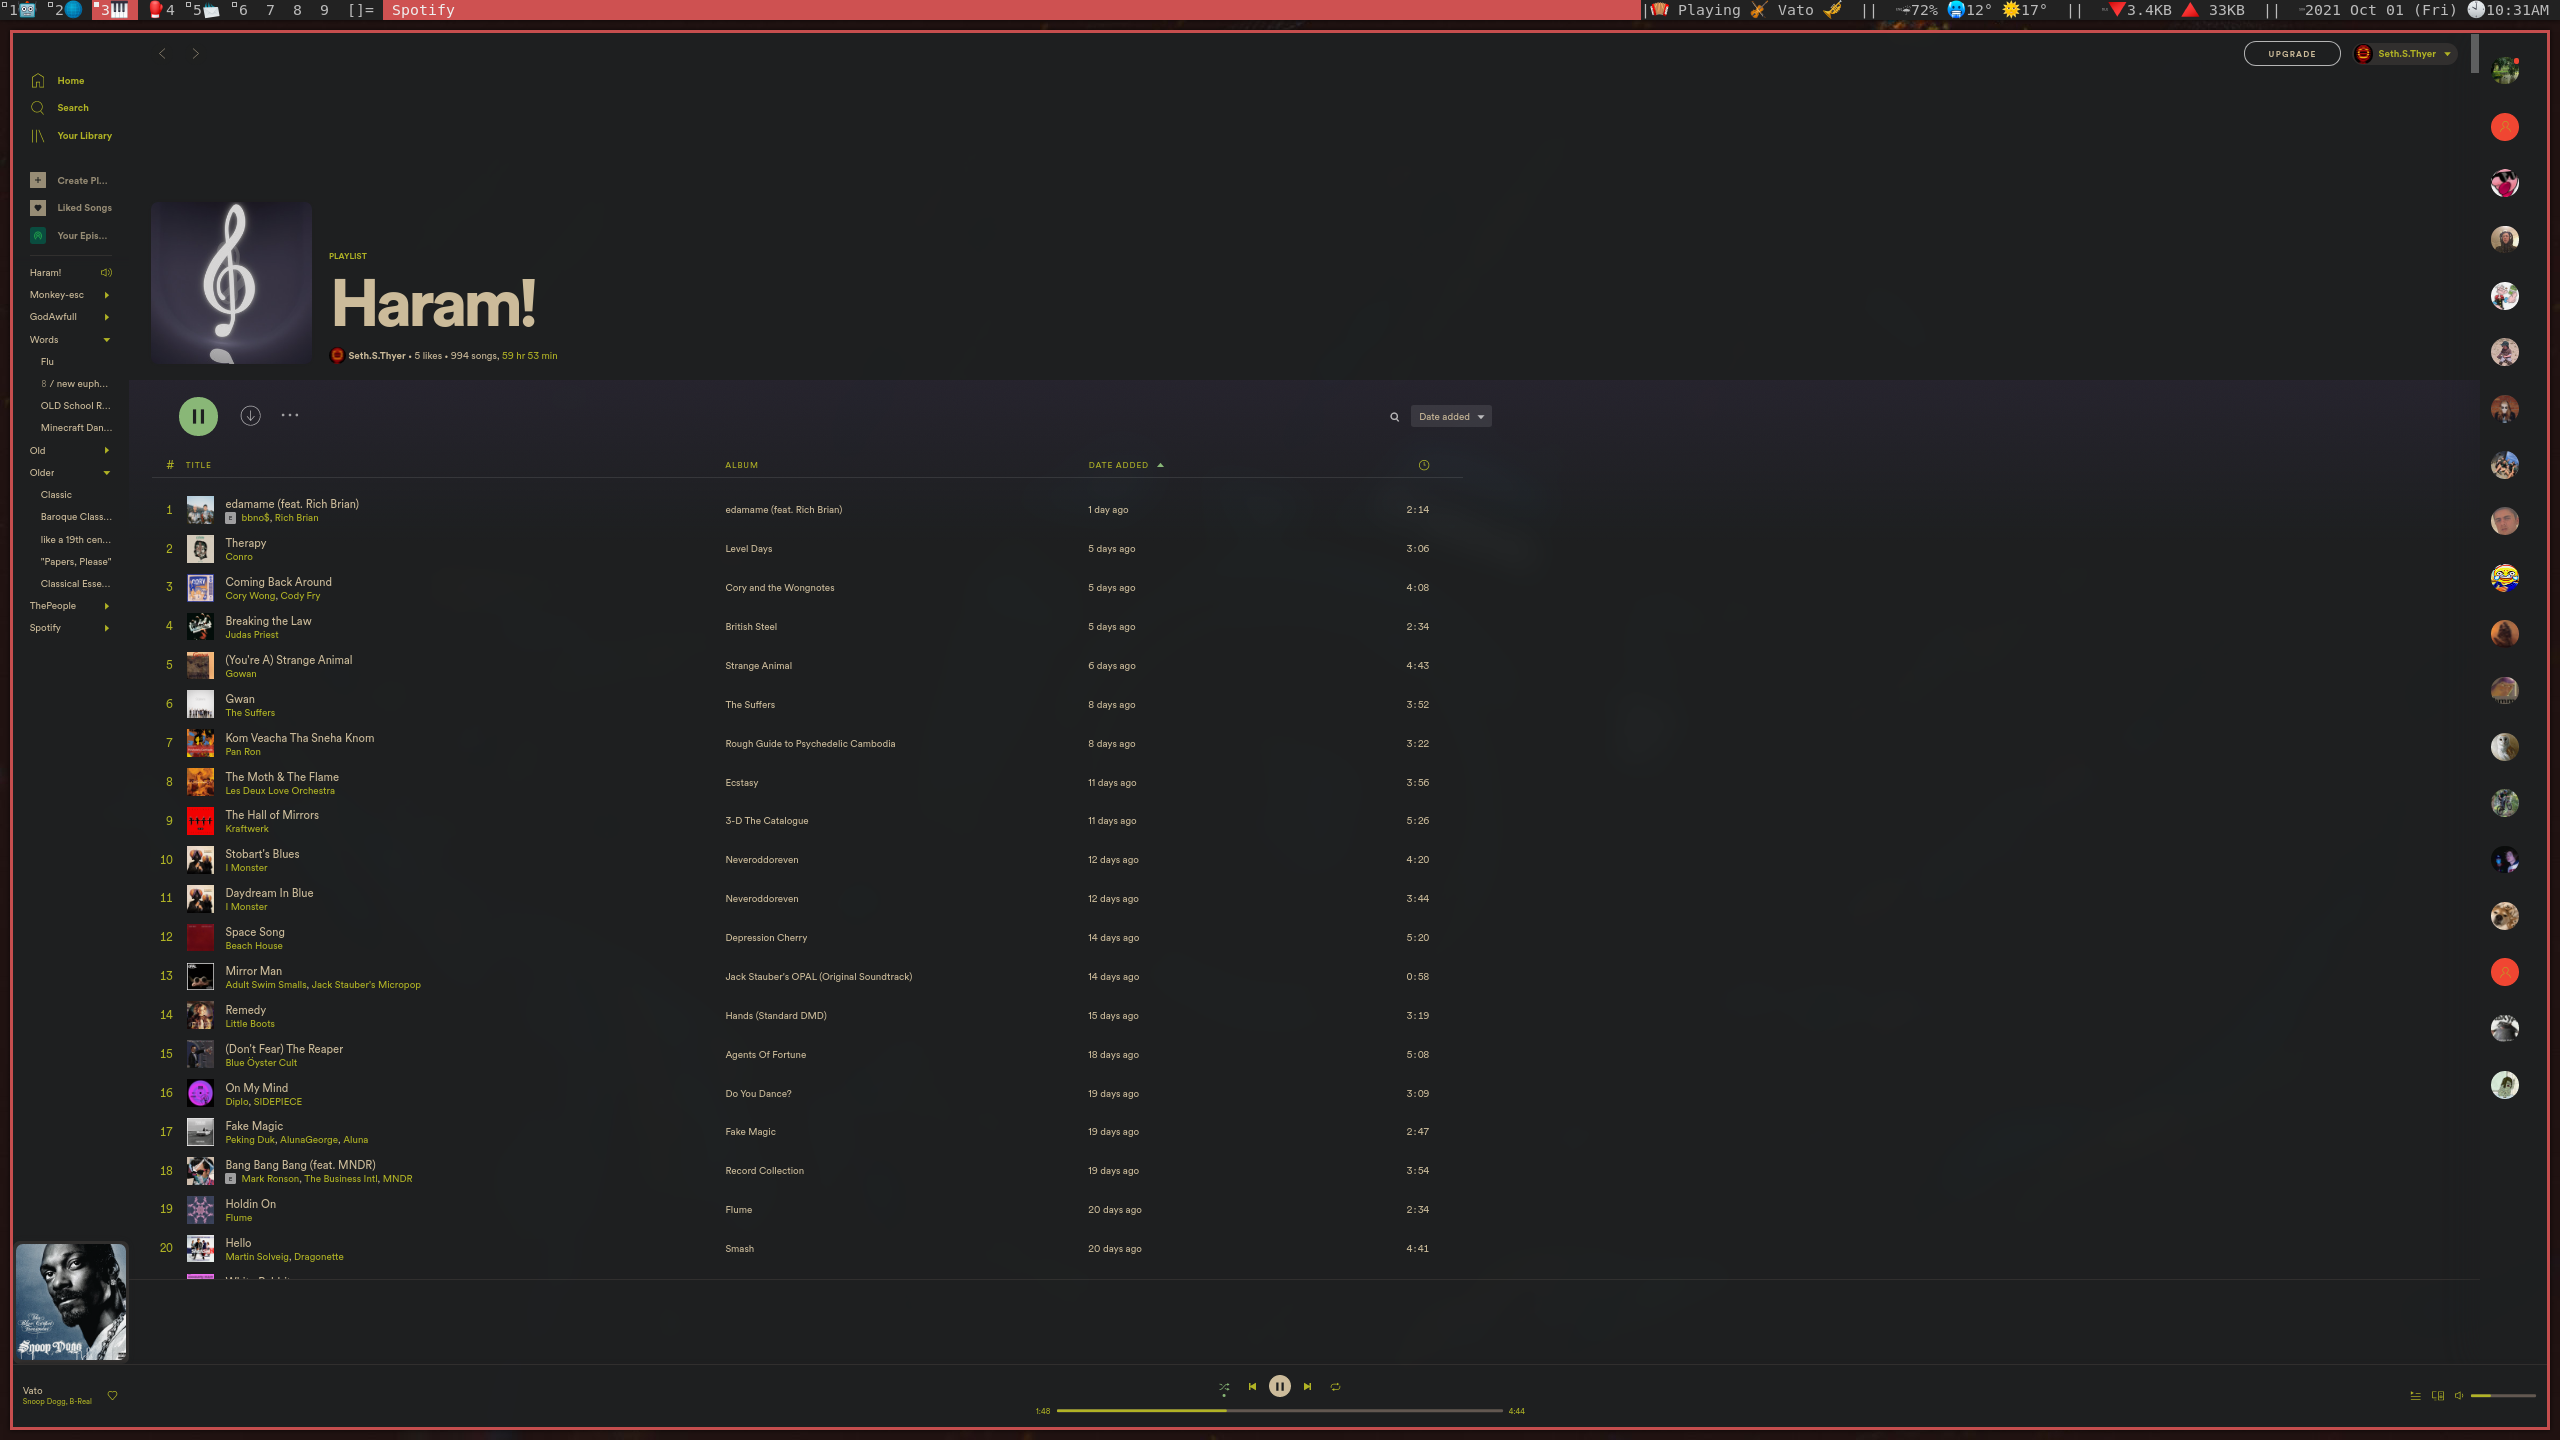 1 2 3 4 5 6 7 8 9 []= Spotify
Playing Vato || 72% 12° 17° || 3.4KB 33KB || 2021 Oct 01 (Fri) 10:31AM
UPGRADE
Seth.S.Thyer
Home
Search
Your Library
Create Pl...
Liked Songs
Your Epis...
Haram!
Monkey-esc
GodAwfull
Words
Flu
8 / new euph...
OLD School R...
Minecraft Dan...
Old
Older
Classic
Baroque Class...
like a 19th cen...
"Papers, Please"
Classical Esse...
ThePeople
Spotify
PLAYLIST
Haram!
Seth.S.Thyer • 5 likes • 994 songs, 59 hr 53 min
Date added
# TITLE ALBUM DATE ADDED
1 edamame (feat. Rich Brian) edamame (feat. Rich Brian) 1 day ago 2:14
E bbno$, Rich Brian
2 Therapy Level Days 5 days ago 3:06
Conro
3 Coming Back Around Cory and the Wongnotes 5 days ago 4:08
Cory Wong, Cody Fry
4 Breaking the Law British Steel 5 days ago 2:34
Judas Priest
5 (You're A) Strange Animal Strange Animal 6 days ago 4:43
Gowan
6 Gwan The Suffers 8 days ago 3:52
The Suffers
7 Kom Veacha Tha Sneha Knom Rough Guide to Psychedelic Cambodia 8 days ago 3:22
Pan Ron
8 The Moth & The Flame Ecstasy 11 days ago 3:56
Les Deux Love Orchestra
9 The Hall of Mirrors 3-D The Catalogue 11 days ago 5:26
Kraftwerk
10 Stobart's Blues Neveroddoreven 12 days ago 4:20
I Monster
11 Daydream In Blue Neveroddoreven 12 days ago 3:44
I Monster
12 Space Song Depression Cherry 14 days ago 5:20
Beach House
13 Mirror Man Jack Stauber's OPAL (Original Soundtrack) 14 days ago 0:58
Adult Swim Smalls, Jack Stauber's Micropop
14 Remedy Hands (Standard DMD) 15 days ago 3:19
Little Boots
15 (Don't Fear) The Reaper Agents Of Fortune 18 days ago 5:08
Blue Öyster Cult
16 On My Mind Do You Dance? 19 days ago 3:09
Diplo, SIDEPIECE
17 Fake Magic Fake Magic 19 days ago 2:47
Peking Duk, AlunaGeorge, Aluna
18 Bang Bang Bang (feat. MNDR) Record Collection 19 days ago 3:54
E Mark Ronson, The Business Intl, MNDR
19 Holdin On Flume 20 days ago 2:34
Flume
20 Hello Smash 20 days ago 4:41
Martin Solveig, Dragonette
Snoop Dogg
Vato
Snoop Dogg, B-Real
1:48 4:44